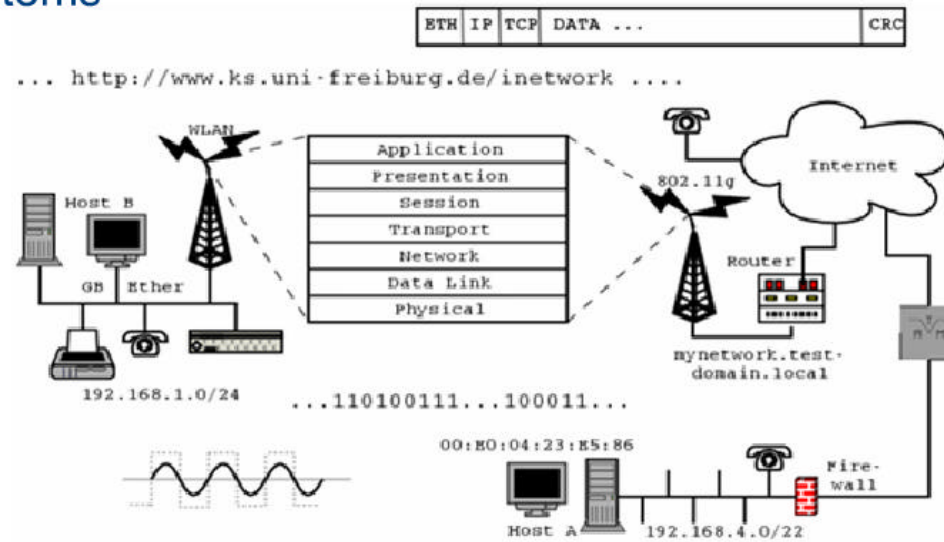 ETH IP TCP DATA ... CRC
... http://www.ks.uni-freiburg.de/inetwork ....
WLAN
Application
Presentation
Session
Transport
Network
Data Link
Physical
802.11g
Internet
Host B
GB Ether
Router
mynetwork.test-
domain.local
192.168.1.0/24
...110100111...100011...
00:E0:04:23:E5:86
Fire-
wall
Host A
192.168.4.0/22